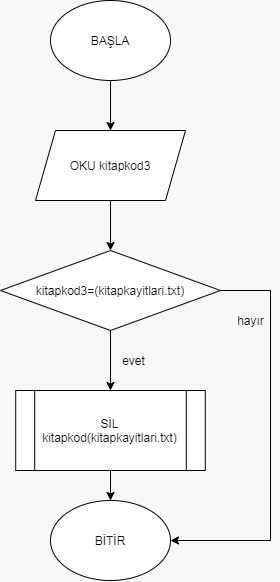 BAŞLA
OKU kitapkod3
kitapkod3=(kitapkayitlari.txt)
hayır
evet
SİL
kitapkod(kitapkayitlari.txt)
BİTİR